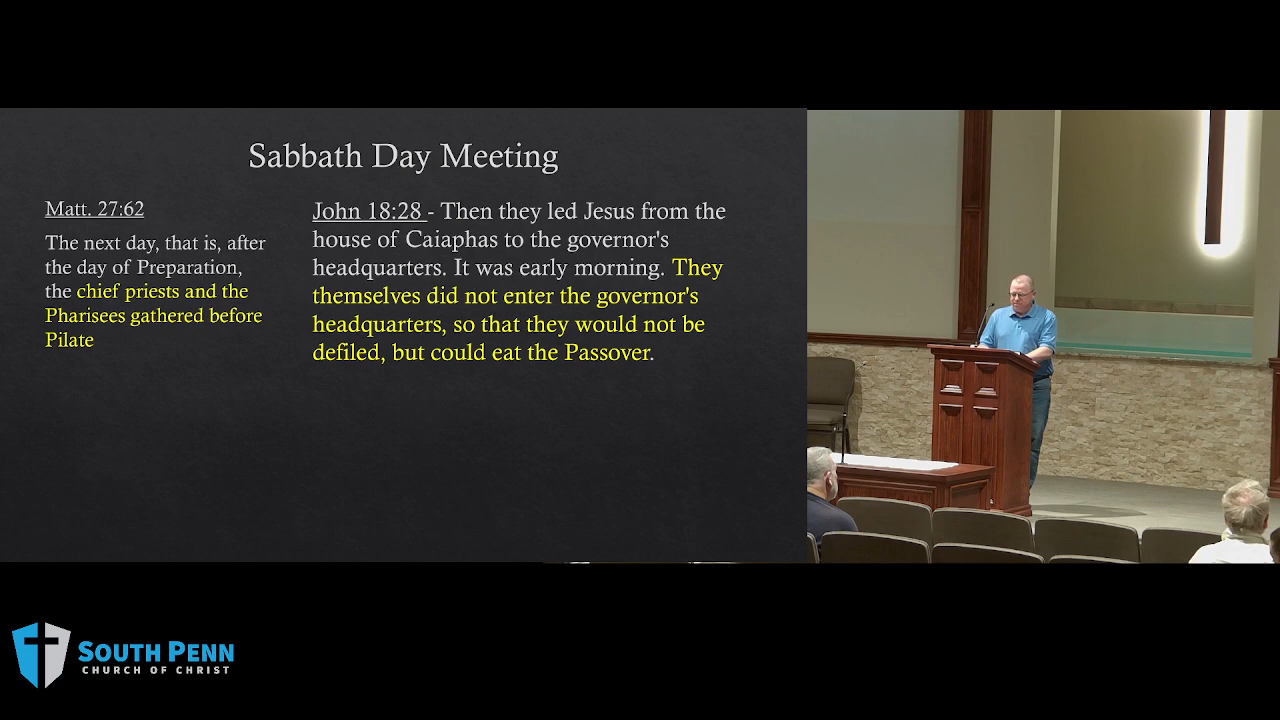 Sabbath Day Meeting
Matt. 27:62
The next day, that is, after
the day of Preparation,
the chief priests and the
Pharisees gathered before
Pilate
John 18:28 - Then they led Jesus from the
house of Caiaphas to the governor's
headquarters. It was early morning. They
themselves did not enter the governor's
headquarters, so that they would not be
defiled, but could eat the Passover.
SOUTH PENN
CHURCH OF CHRIST